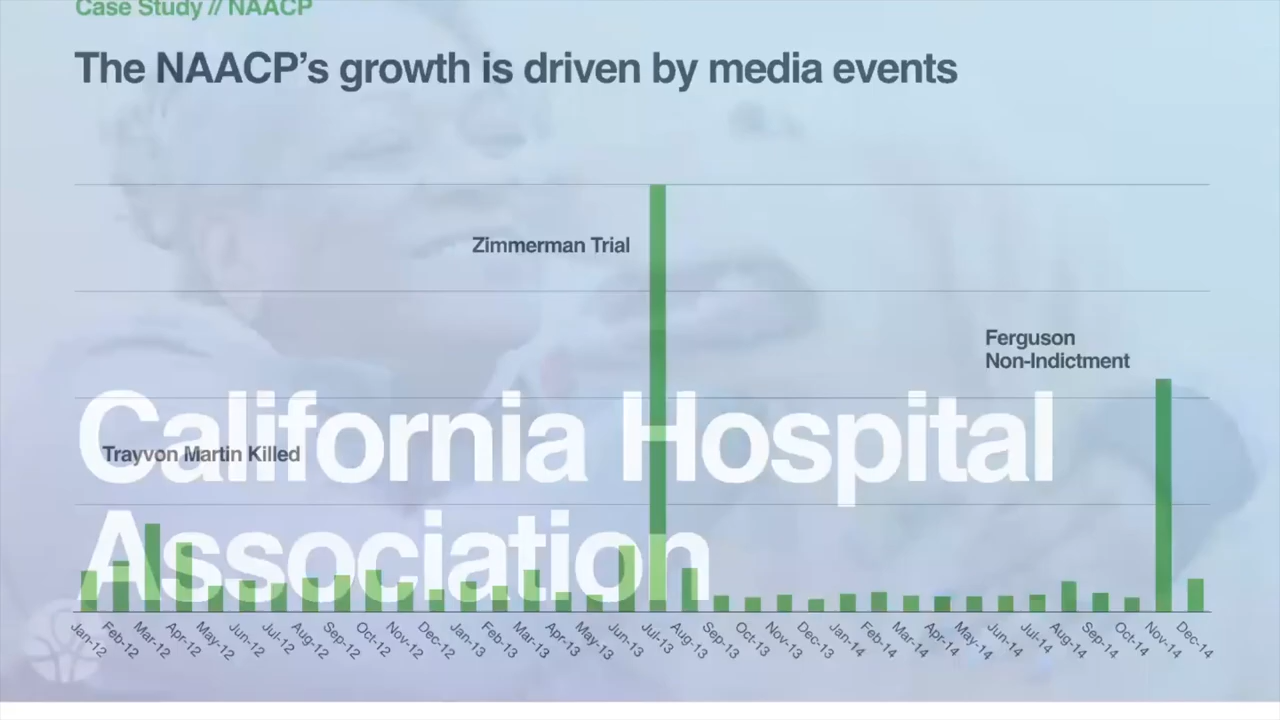 Case Study // NAACP
The NAACP's growth is driven by media events
Zimmerman Trial
Ferguson
Non-Indictment
California Hospital
Trayvon Martin Killed
Association
Jan-12
Feb-12
Mar-12
Apr-12
May-12
Jun-12
Jul-12
Aug-12
Sep-12
Oct-12
Nov-12
Dec-12
Jan-13
Feb-13
Mar-13
Apr-13
May-13
Jun-13
Jul-13
Aug-13
Sep-13
Oct-13
Nov-13
Dec-13
Jan-14
Feb-14
Mar-14
Apr-14
May-14
Jun-14
Jul-14
Aug-14
Sep-14
Oct-14
Nov-14
Dec-14